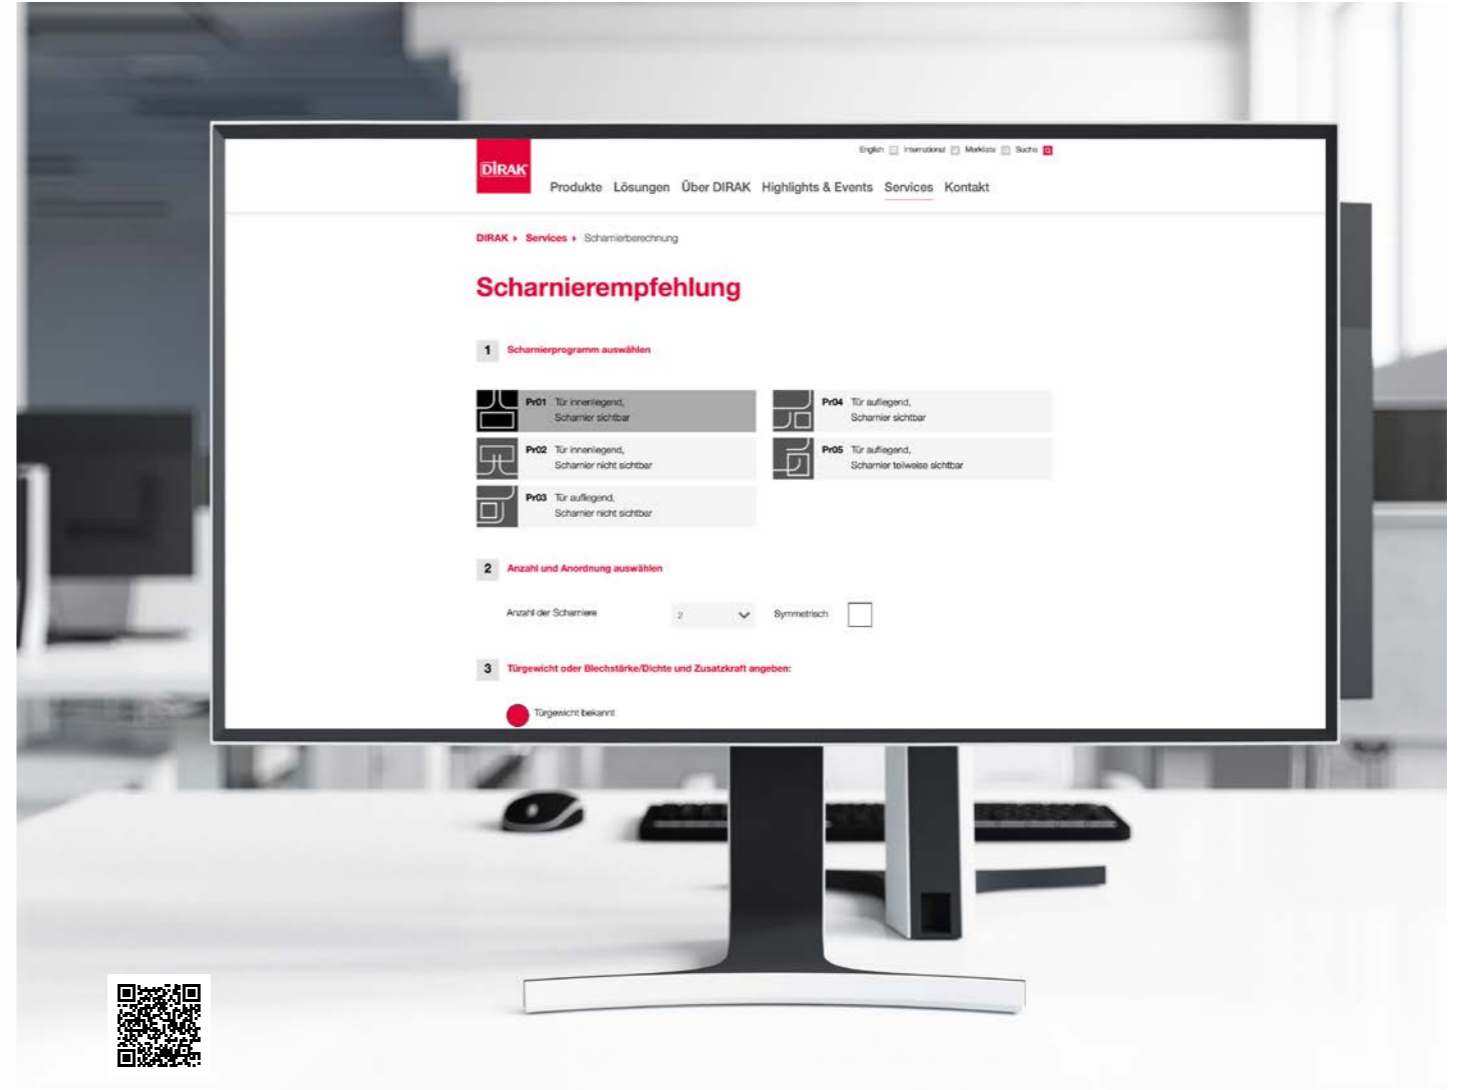 English International Merkliste Suche
DIRAK
Produkte Lösungen Über DIRAK Highlights & Events Services Kontakt
DIRAK Services Scharnierberechnung
Scharnierempfehlung
1 Scharnierprogramm auswählen
Pr01 Tür innenliegend,
Scharnier sichtbar
Pr04 Tür aufliegend,
Scharnier sichtbar
Pr02 Tür innenliegend,
Scharnier nicht sichtbar
Pr05 Tür aufliegend,
Scharnier teilweise sichtbar
Pr03 Tür aufliegend,
Scharnier nicht sichtbar
2 Anzahl und Anordnung auswählen
Anzahl der Scharniere 2 Symmetrisch
3 Türgewicht oder Blechstärke/Dichte und Zusatzkraft angeben:
Türgewicht bekannt